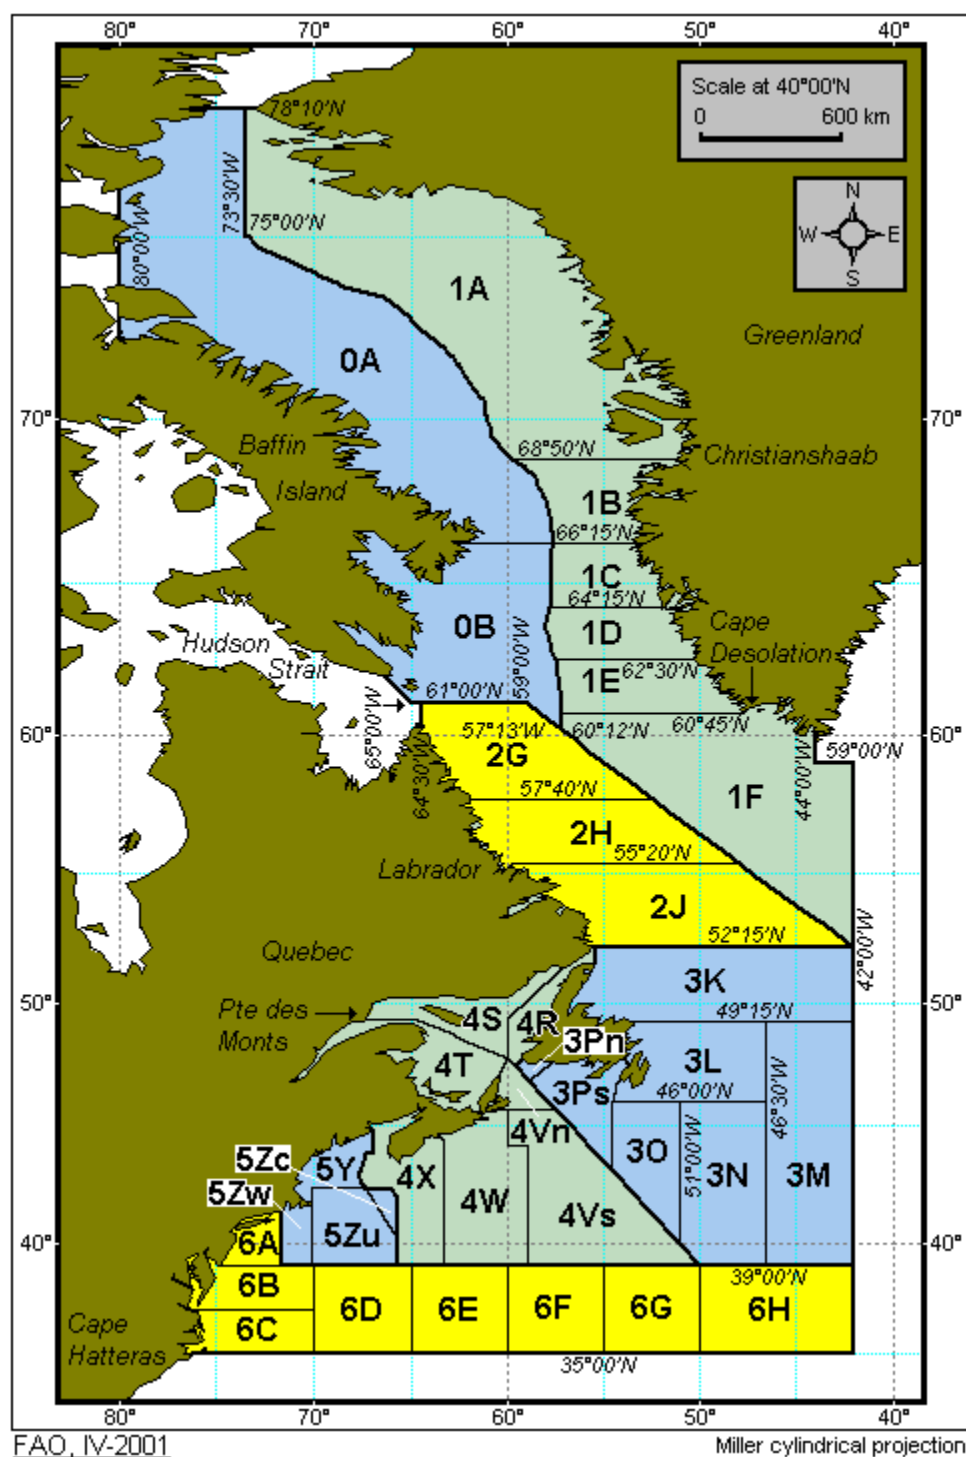 80° 70° 60° 50° 40°
Scale at 40°00'N
0 600 km
78°10'N
73°30'W
80°00'W
75°00'N
N
W E
S
1A
Greenland
0A
70° 70°
Baffin
Island
68°50'N
Christianshaab
1B
66°15'N
1C
64°15'N
0B
1D
Cape
Desolation
Hudson
Strait
59°00'W
62°30'N
1E
61°00'N
65°00'W
60°45'N
60° 60°
57°13'W
60°12'N
59°00'N
2G
64°30'W
44°00'W
57°40'N
1F
2H
55°20'N
Labrador
2J
52°15'N
42°00'W
Quebec
3K
50° 50°
49°15'N
Pte des
Monts
4S
4R
3Pn
4T
3L
3Ps
46°00'N
46°30'W
4Vn
3O
51°00'W
3N
3M
5Zc
5Y
4X
5Zw
4W
4Vs
5Zu
40° 40°
6A
39°00'N
6B
6C
6D
6E
6F
6G
6H
Cape
Hatteras
35°00'N
80° 70° 60° 50° 40°
FAO, IV-2001
Miller cylindrical projection